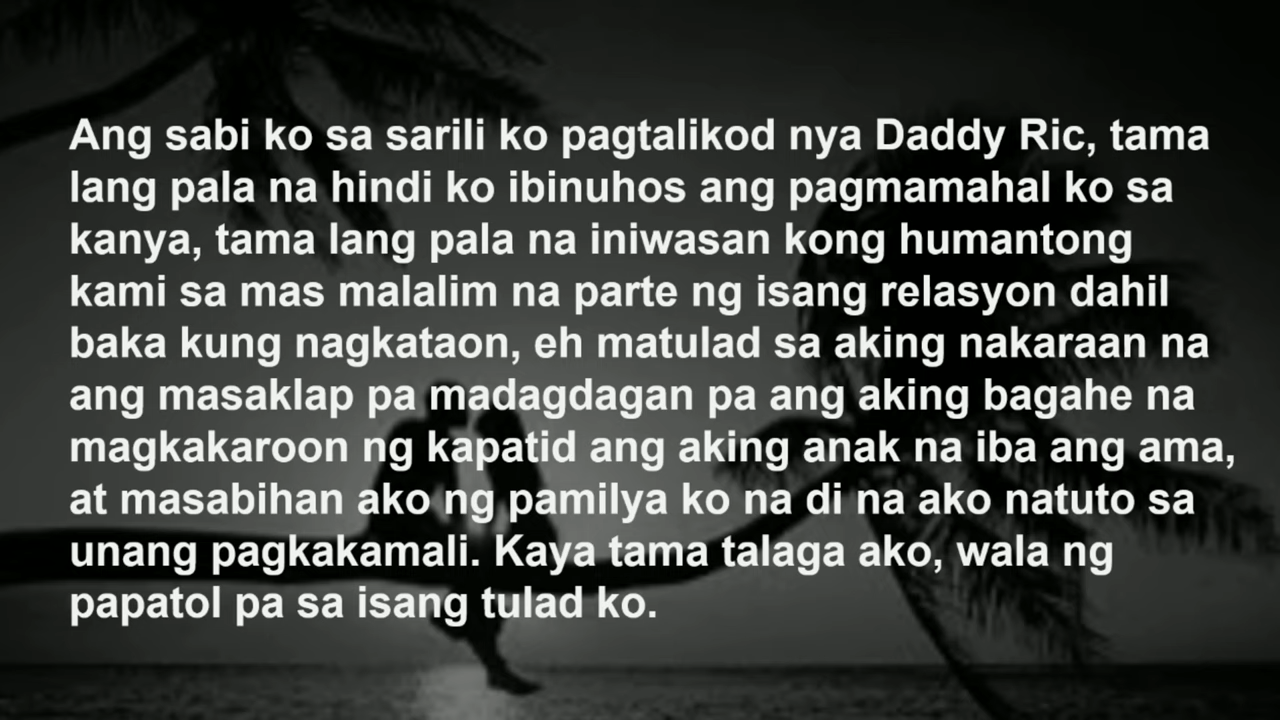 Ang sabi ko sa sarili ko pagtalikod nya Daddy Ric, tama
lang pala na hindi ko ibinuhos ang pagmamahal ko sa
kanya, tama lang pala na iniwasan kong humantong
kami sa mas malalim na parte ng isang relasyon dahil
baka kung nagkataon, eh matulad sa aking nakaraan na
ang masaklap pa madagdagan pa ang aking bagahe na
magkakaroon ng kapatid ang aking anak na iba ang ama,
at masabihan ako ng pamilya ko na di na ako natuto sa
unang pagkakamali. Kaya tama talaga ako, wala ng
papatol pa sa isang tulad ko.